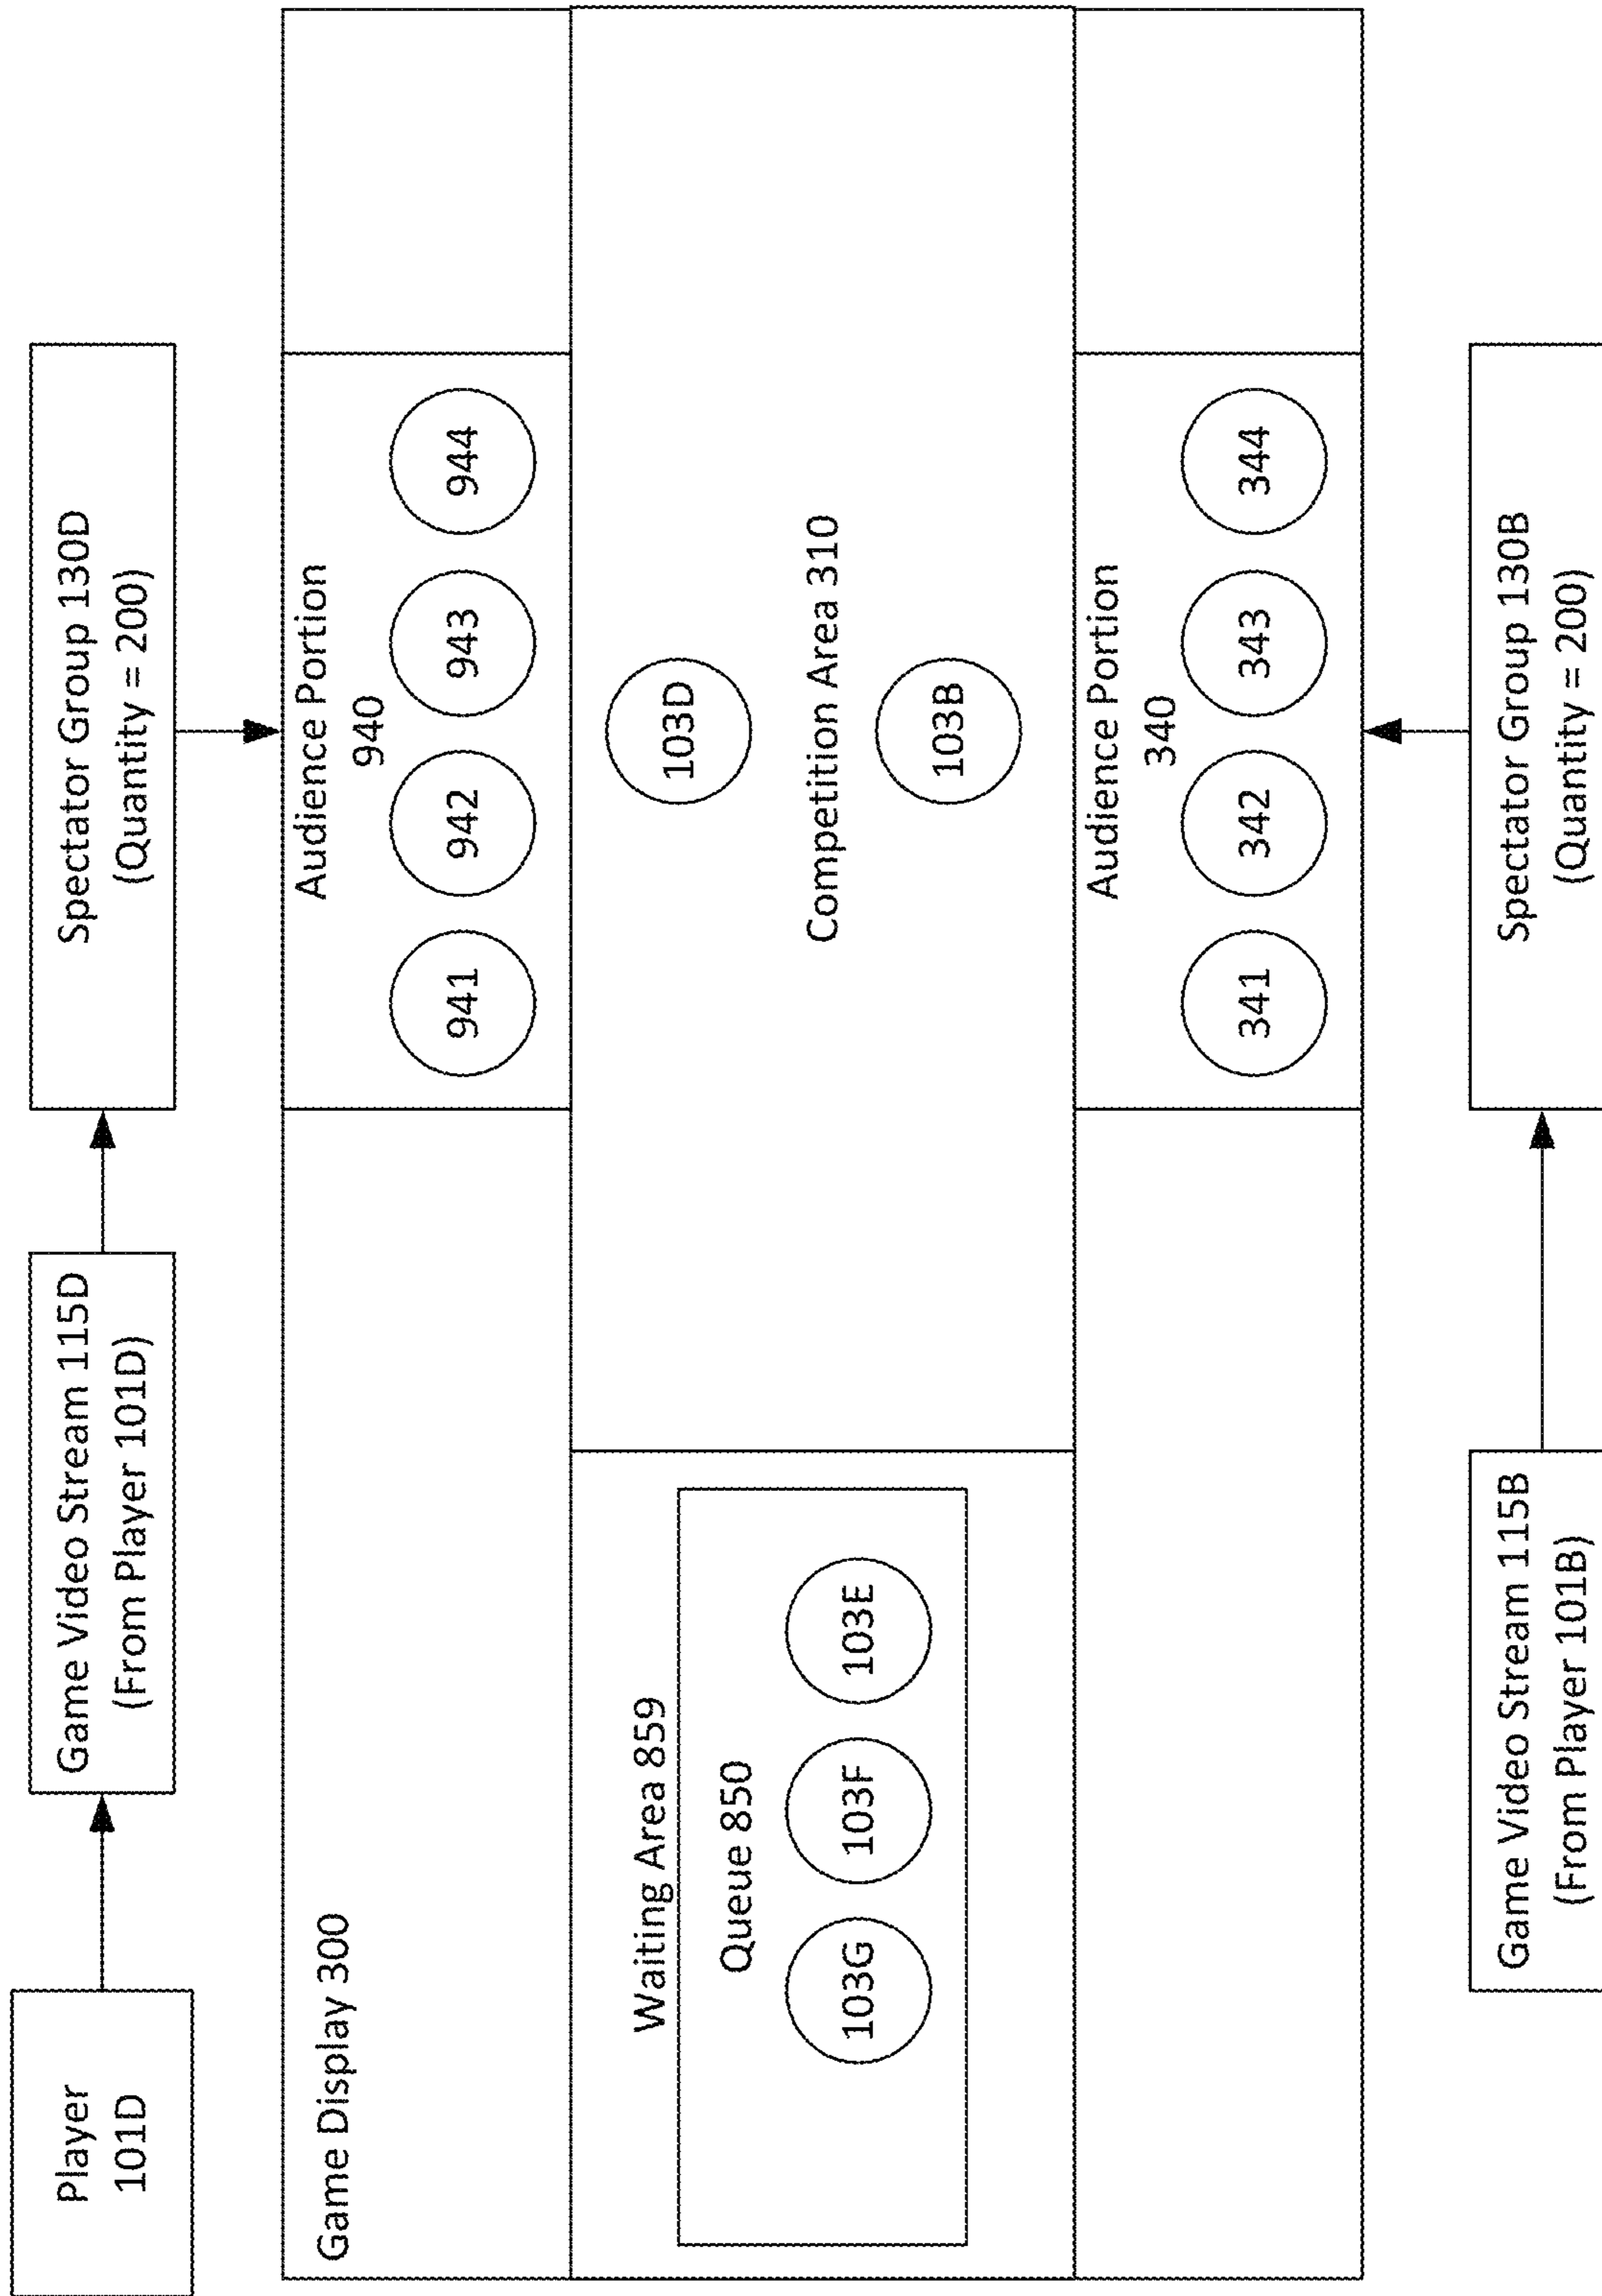 Player
101D
Game Video Stream 115D
(From Player 101D)
Spectator Group 130D
(Quantity = 200)
Game Display 300
Audience Portion
940
941
942
943
944
Waiting Area 859
Queue 850
103G
103F
103E
103D
Competition Area 310
103B
Audience Portion
340
341
342
343
344
Game Video Stream 115B
(From Player 101B)
Spectator Group 130B
(Quantity = 200)